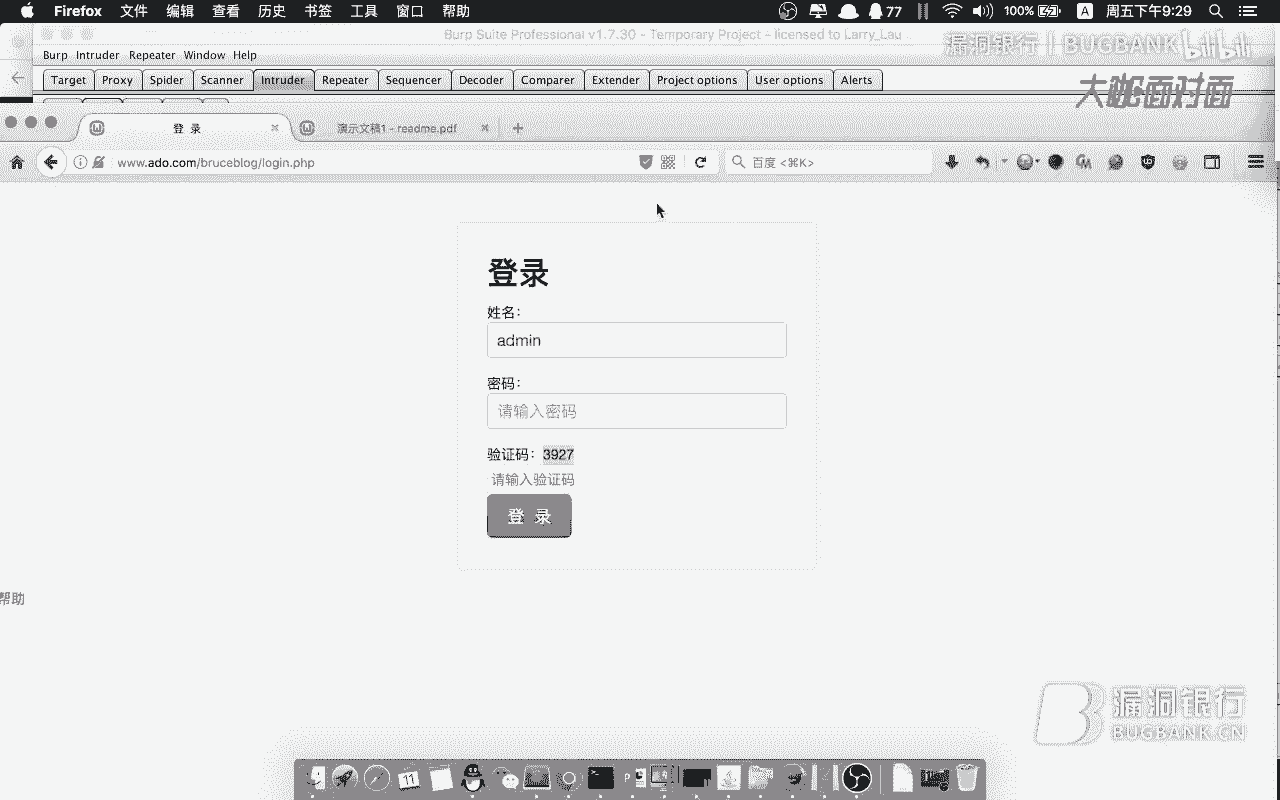 Firefox 文件 编辑 查看 历史 书签 工具 窗口 帮助 77 100% A 周五下午9:29
Burp Suite Professional v1.7.30 - Temporary Project - licensed to Larry_Lau
漏洞银行 | BUGBANK bilibili
Burp Intruder Repeater Window Help
Target Proxy Spider Scanner Intruder Repeater Sequencer Decoder Comparer Extender Project options User options Alerts
大咖面对面
登 录 演示文稿1 - readme.pdf
www.ado.com/bruceblog/login.php 百度 <⌘K>
登录
姓名：
admin
密码：
请输入密码
验证码：3927
请输入验证码
登 录
帮助
漏洞银行
BUGBANK.CN
11